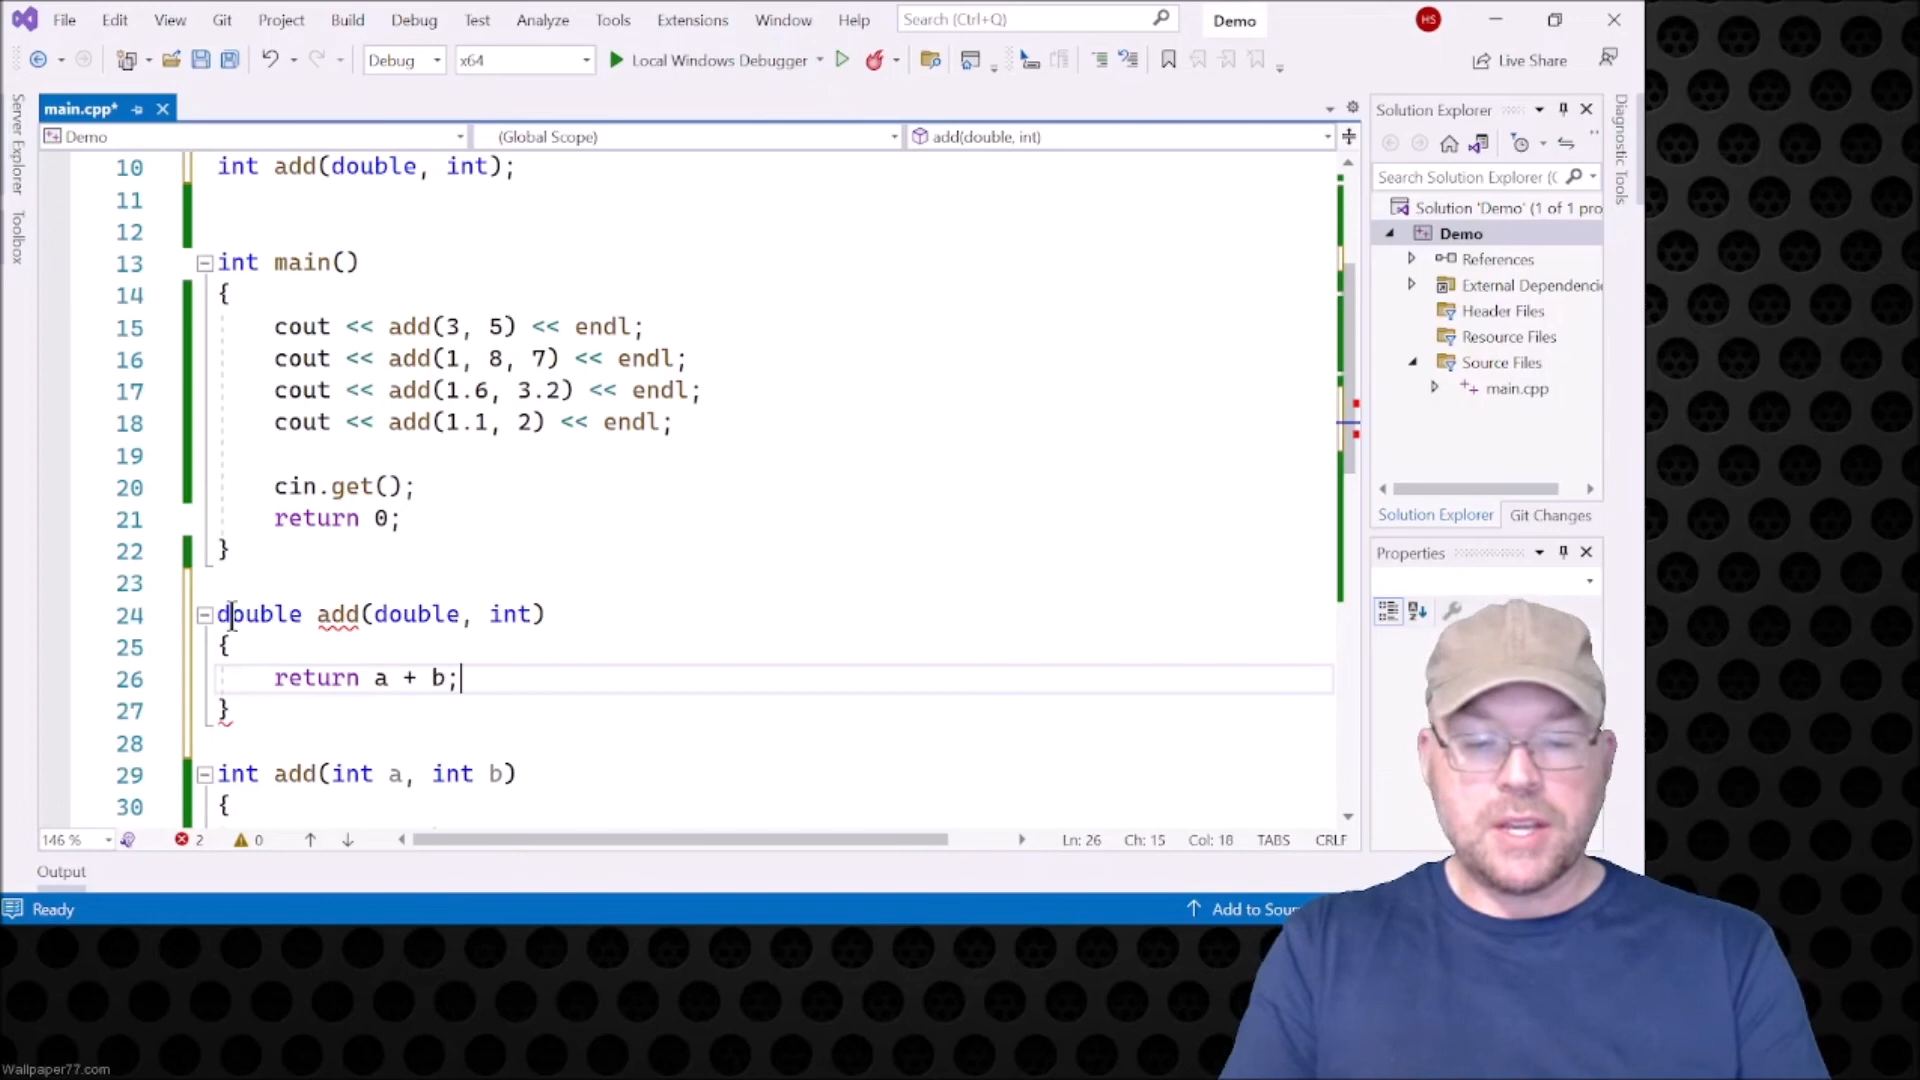 File Edit View Git Project Build Debug Test Analyze Tools Extensions Window Help Search (Ctrl+Q) Demo HS
Debug x64 Local Windows Debugger Live Share
main.cpp*
Demo (Global Scope) add(double, int)
Server Explorer
Toolbox
10 int add(double, int);
11
12
13 int main()
14 {
15 cout << add(3, 5) << endl;
16 cout << add(1, 8, 7) << endl;
17 cout << add(1.6, 3.2) << endl;
18 cout << add(1.1, 2) << endl;
19
20 cin.get();
21 return 0;
22 }
23
24 double add(double, int)
25 {
26 return a + b;
27 }
28
29 int add(int a, int b)
30 {
146 % 2 0 Ln: 26 Ch: 15 Col: 18 TABS CRLF
Output
Ready Add to Sour
Solution Explorer
Search Solution Explorer (
Solution 'Demo' (1 of 1 pro
Demo
References
External Dependenci
Header Files
Resource Files
Source Files
main.cpp
Solution Explorer Git Changes
Properties
Diagnostic Tools
Wallpaper77.com